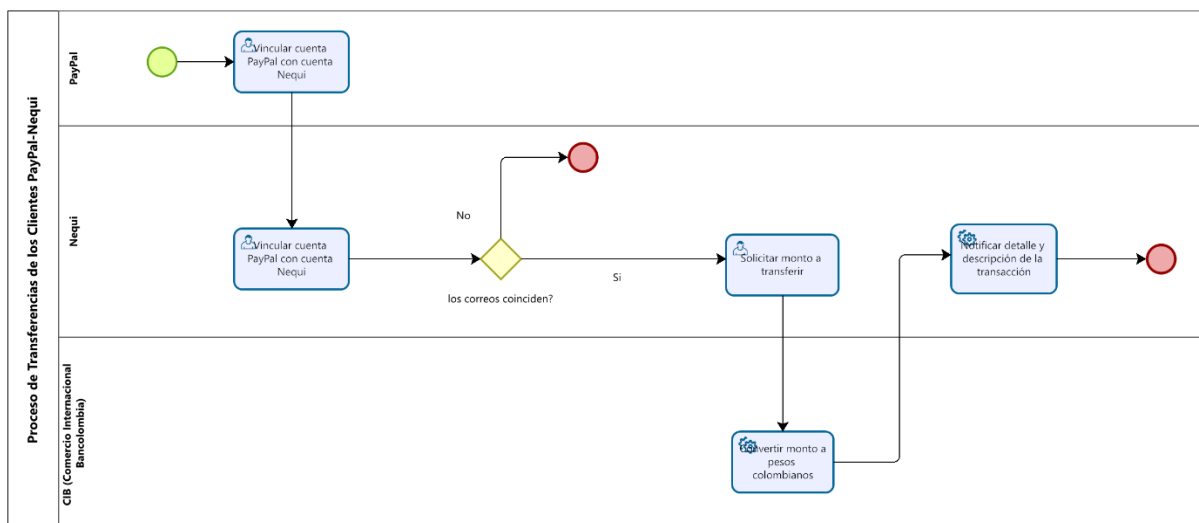 Proceso de Transferencias de los Clientes PayPal-Nequi
PayPal
Vincular cuenta
PayPal con cuenta
Nequi
Nequi
Vincular cuenta
PayPal con cuenta
Nequi
No
los correos coinciden?
Si
Solicitar monto a
transferir
Notificar detalle y
descripción de la
transacción
CIB (Comercio Internacional
Bancolombia)
Convertir monto a
pesos
colombianos